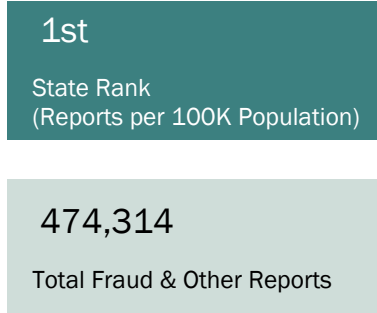 1st
State Rank
(Reports per 100K Population)
474,314
Total Fraud & Other Reports